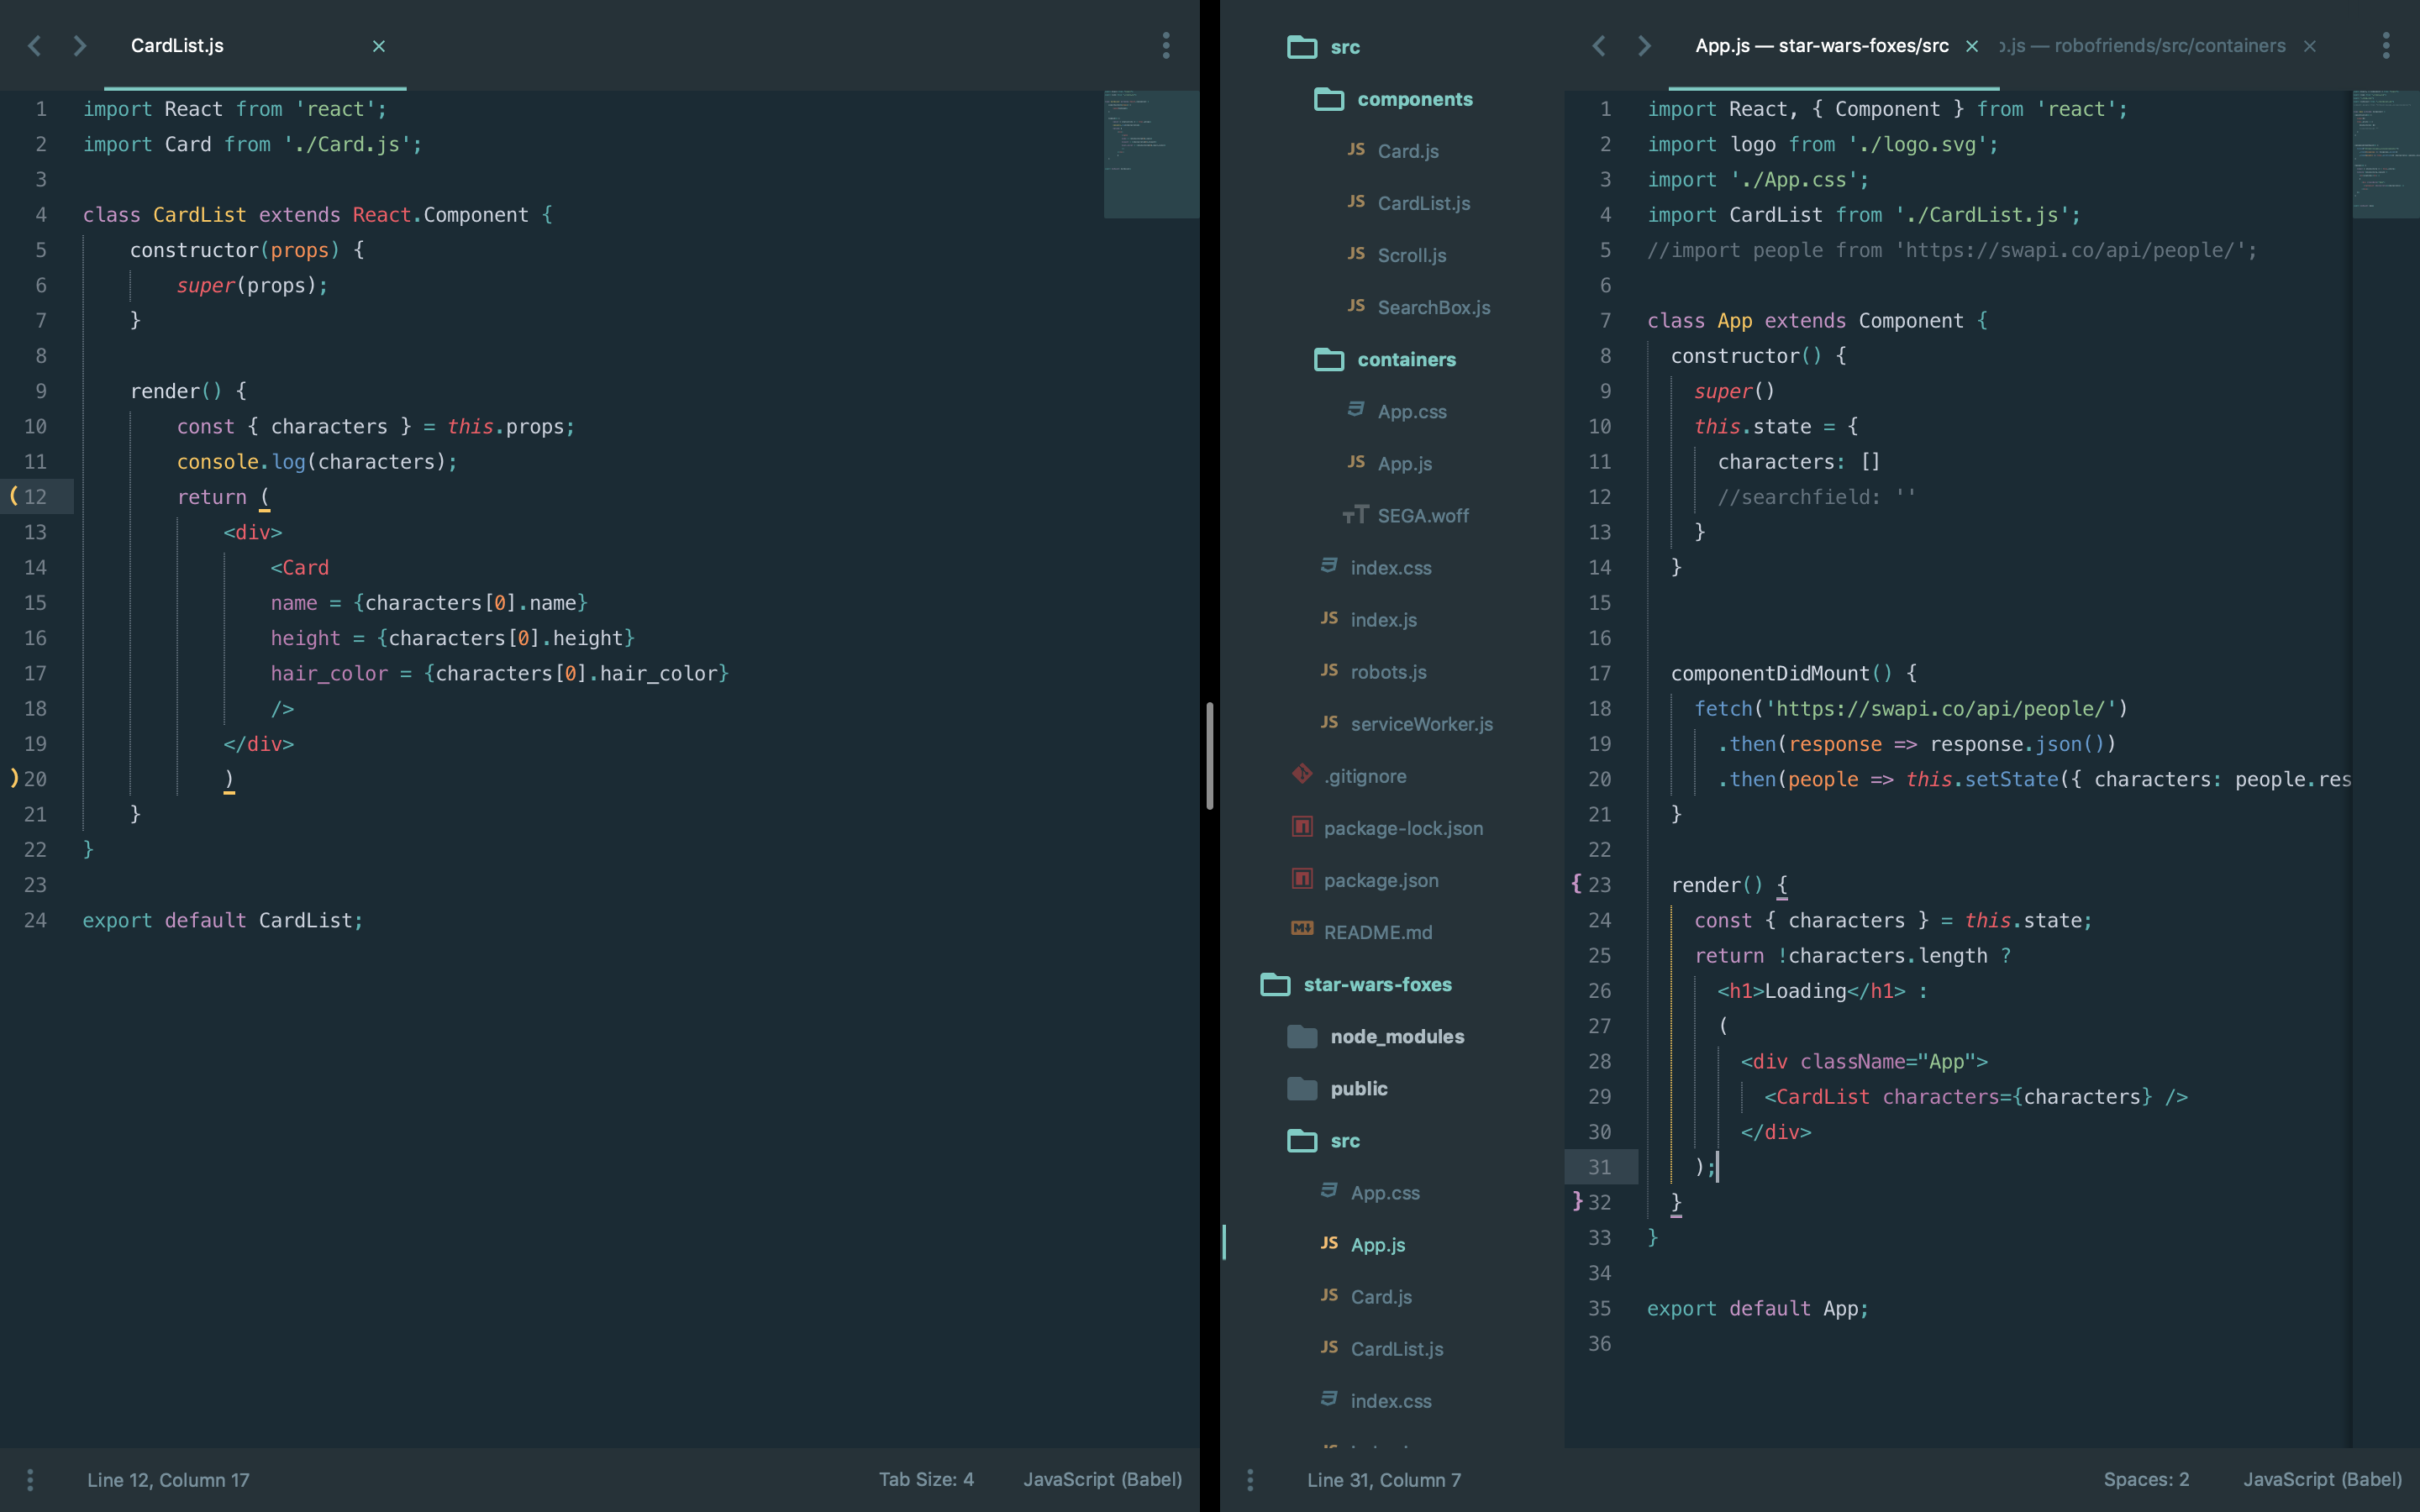 CardList.js ×
1 import React from 'react';
2 import Card from './Card.js';
3
4 class CardList extends React.Component {
5 constructor(props) {
6 super(props);
7 }
8
9 render() {
10 const { characters } = this.props;
11 console.log(characters);
( 12 return (
13 <div>
14 <Card
15 name = {characters[0].name}
16 height = {characters[0].height}
17 hair_color = {characters[0].hair_color}
18 />
19 </div>
) 20 )
21 }
22 }
23
24 export default CardList;
Line 12, Column 17
Tab Size: 4
JavaScript (Babel)
src
components
JS Card.js
JS CardList.js
JS Scroll.js
JS SearchBox.js
containers
App.css
JS App.js
SEGA.woff
index.css
JS index.js
JS robots.js
JS serviceWorker.js
.gitignore
package-lock.json
package.json
README.md
star-wars-foxes
node_modules
public
src
App.css
JS App.js
JS Card.js
JS CardList.js
index.css
App.js — star-wars-foxes/src ×
.js — robofriends/src/containers ×
1 import React, { Component } from 'react';
2 import logo from './logo.svg';
3 import './App.css';
4 import CardList from './CardList.js';
5 //import people from 'https://swapi.co/api/people/';
6
7 class App extends Component {
8 constructor() {
9 super()
10 this.state = {
11 characters: []
12 //searchfield: ''
13 }
14 }
15
16
17 componentDidMount() {
18 fetch('https://swapi.co/api/people/')
19 .then(response => response.json())
20 .then(people => this.setState({ characters: people.res
21 }
22
{ 23 render() {
24 const { characters } = this.state;
25 return !characters.length ?
26 <h1>Loading</h1> :
27 (
28 <div className="App">
29 <CardList characters={characters} />
30 </div>
31 );
} 32 }
33 }
34
35 export default App;
36
Line 31, Column 7
Spaces: 2
JavaScript (Babel)